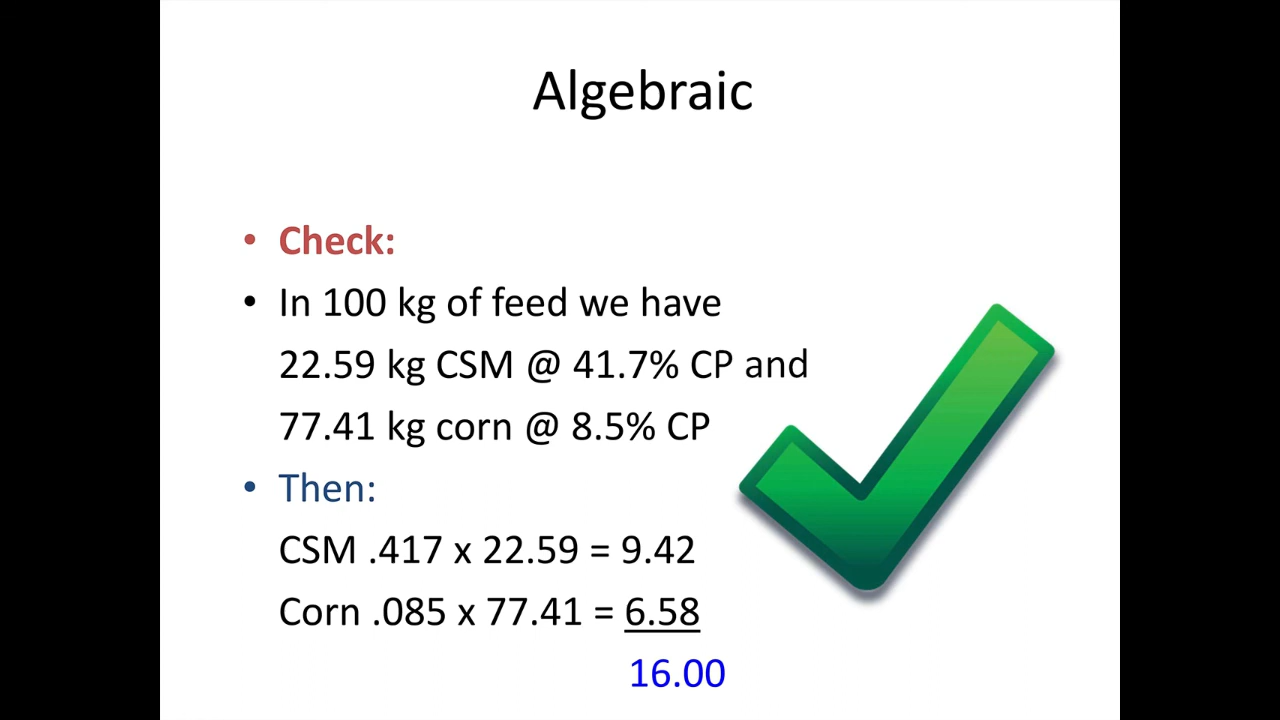 Algebraic
• Check:
• In 100 kg of feed we have
22.59 kg CSM @ 41.7% CP and
77.41 kg corn @ 8.5% CP
• Then:
CSM .417 x 22.59 = 9.42
Corn .085 x 77.41 = 6.58
16.00